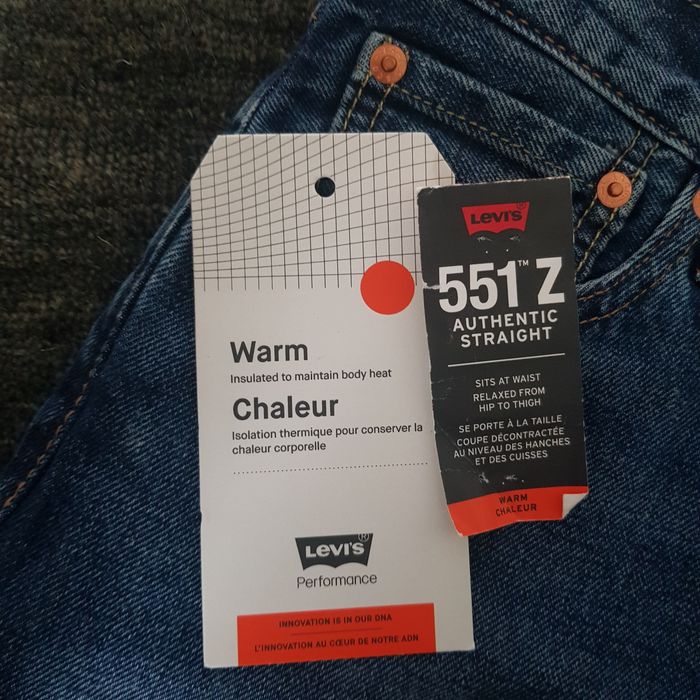 Warm
Insulated to maintain body heat
Chaleur
Isolation thermique pour conserver la
chaleur corporelle
LEVI'S®
Performance
INNOVATION IS IN OUR DNA
L'INNOVATION AU CŒUR DE NOTRE ADN
LEVI'S®
551™ Z
AUTHENTIC
STRAIGHT
SITS AT WAIST
RELAXED FROM
HIP TO THIGH
SE PORTE À LA TAILLE
COUPE DÉCONTRACTÉE
AU NIVEAU DES HANCHES
ET DES CUISSES
WARM
CHALEUR